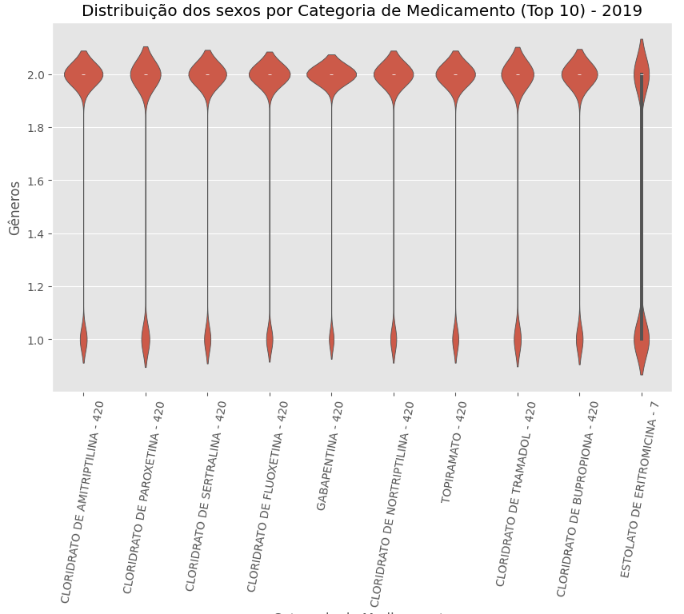 Distribuição dos sexos por Categoria de Medicamento (Top 10) - 2019
Gêneros
2.0
1.8
1.6
1.4
1.2
1.0
CLORIDRATO DE AMITRIPTILINA - 420
CLORIDRATO DE PAROXETINA - 420
CLORIDRATO DE SERTRALINA - 420
CLORIDRATO DE FLUOXETINA - 420
GABAPENTINA - 420
CLORIDRATO DE NORTRIPTILINA - 420
TOPIRAMATO - 420
CLORIDRATO DE TRAMADOL - 420
CLORIDRATO DE BUPROPIONA - 420
ESTOLATO DE ERITROMICINA - 7